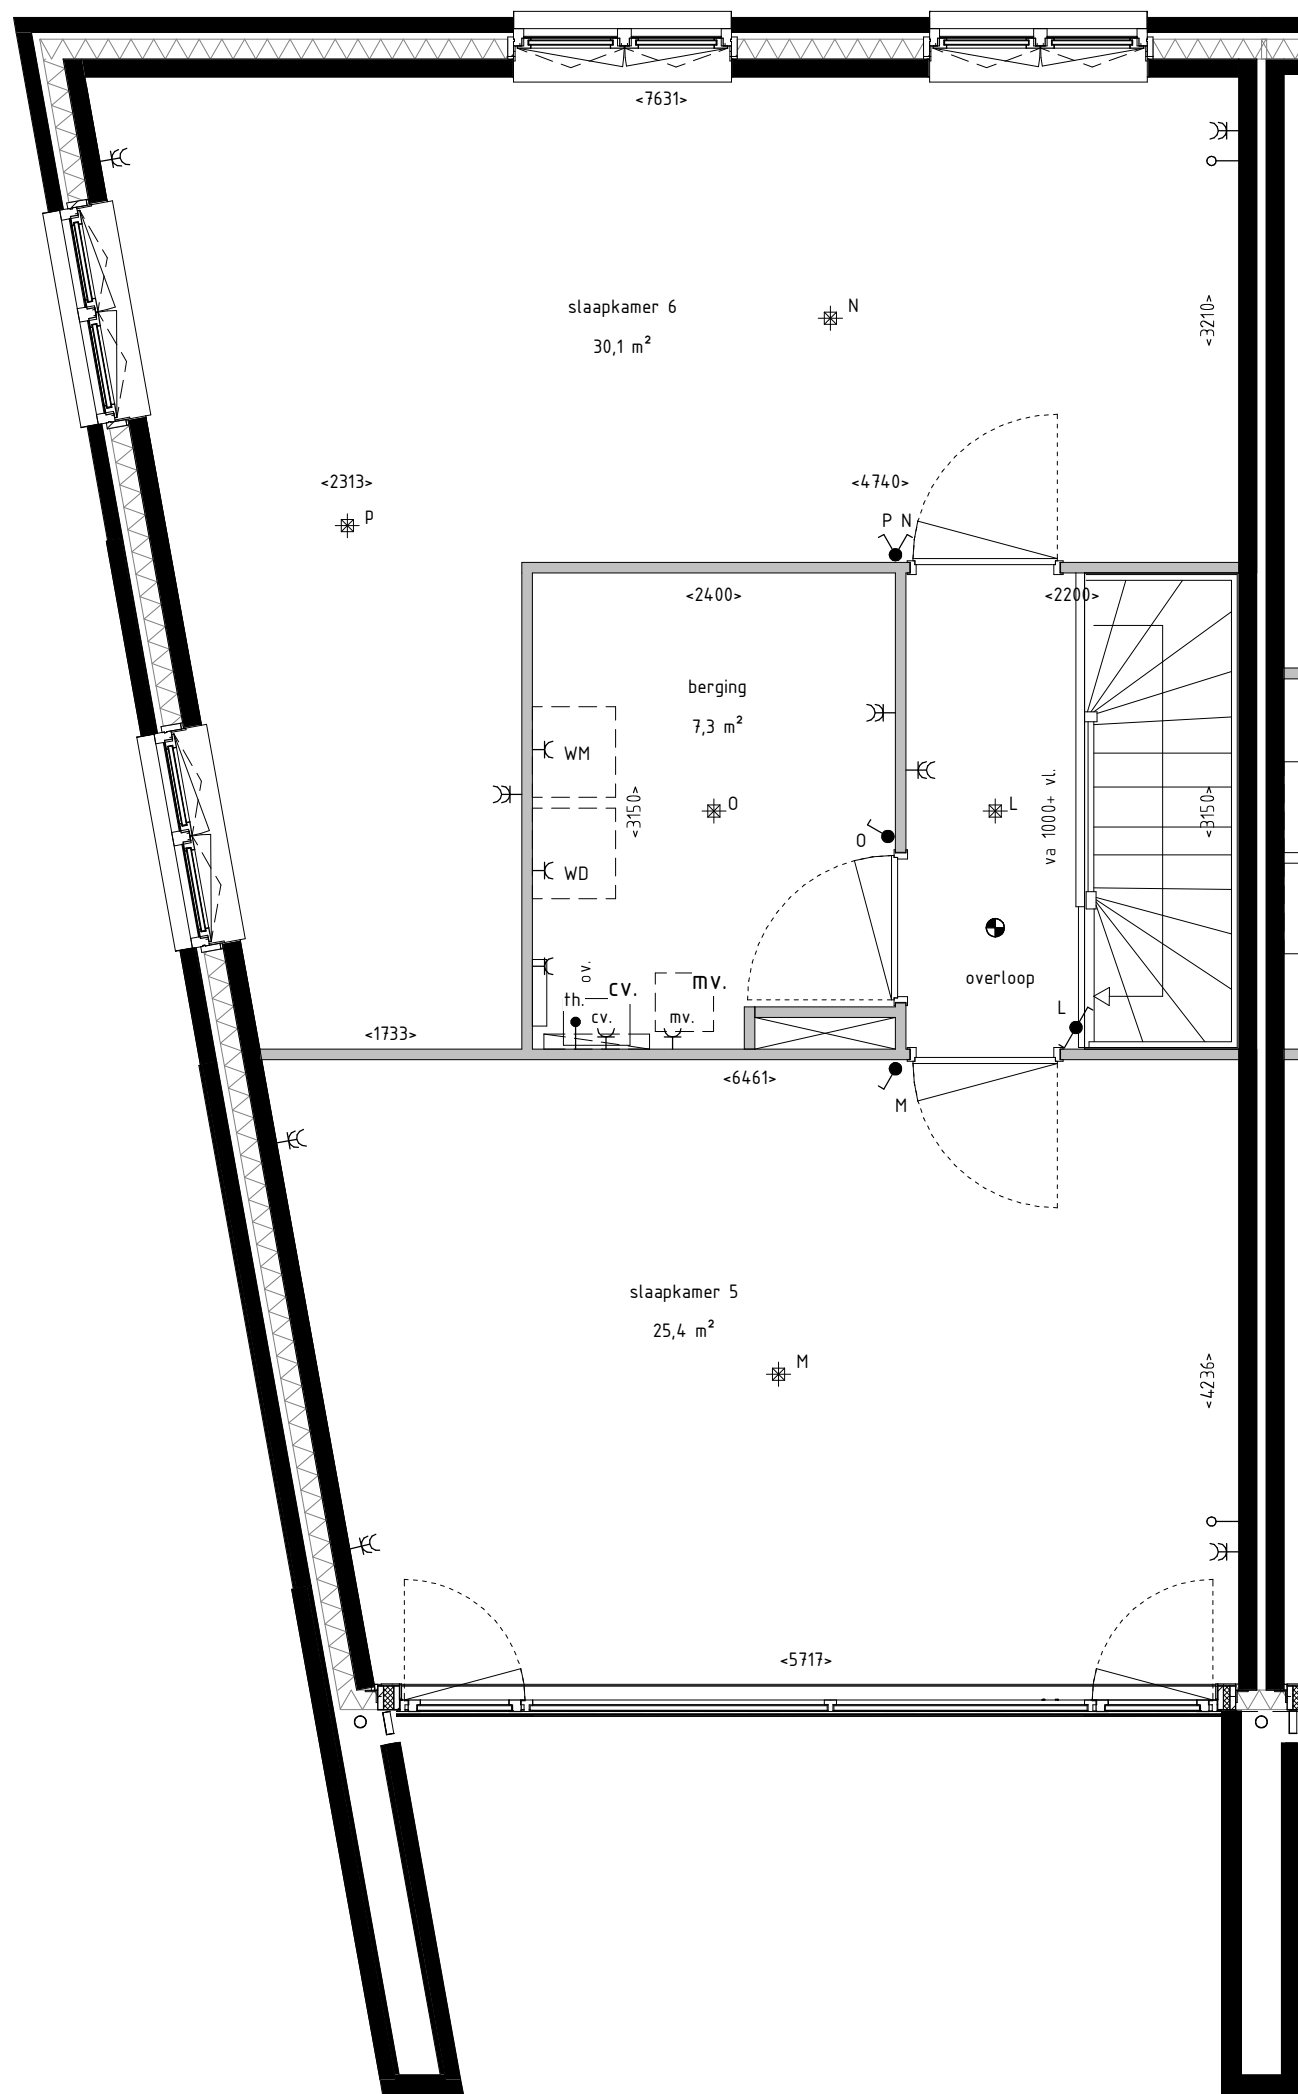 <7631>
slaapkamer 6
N
30,1 m²
<3210>
<2313>
<4740>
P
P N
<2400>
<2200>
berging
7,3 m²
WM
va 1000+ vl.
O
L
<3150>
<3150>
O
WD
ov.
overloop
cv.
mv.
th.
cv.
mv.
L
<1733>
<6461>
M
slaapkamer 5
25,4 m²
M
<4236>
<5717>